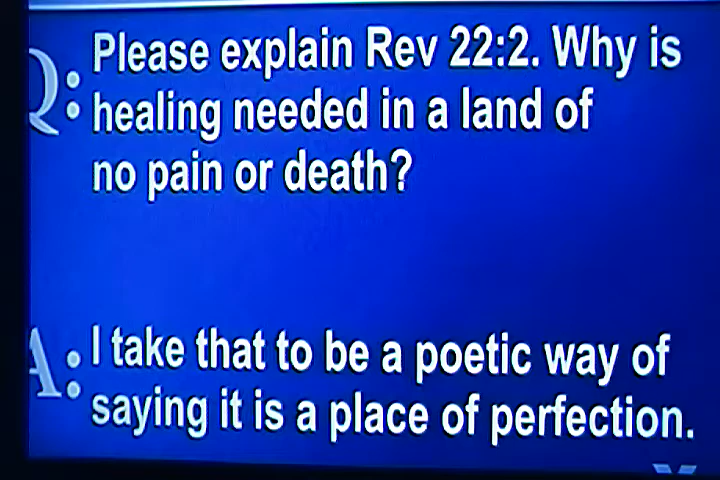 Q: Please explain Rev 22:2. Why is
healing needed in a land of
no pain or death?
A: I take that to be a poetic way of
saying it is a place of perfection.